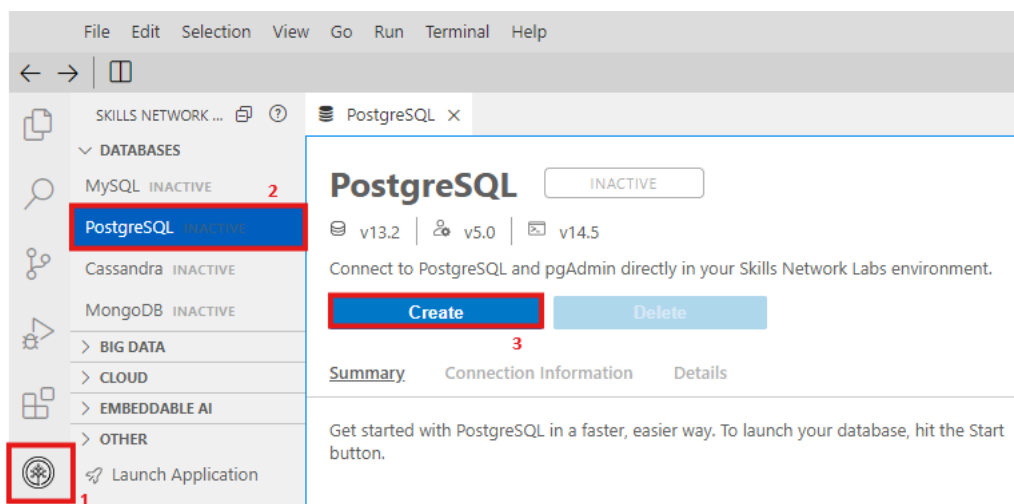 File Edit Selection View Go Run Terminal Help
SKILLS NETWORK ...
PostgreSQL
DATABASES
MySQL INACTIVE
2
PostgreSQL INACTIVE
Cassandra INACTIVE
MongoDB INACTIVE
BIG DATA
CLOUD
EMBEDDABLE AI
OTHER
Launch Application
1
PostgreSQL INACTIVE
v13.2 v5.0 v14.5
Connect to PostgreSQL and pgAdmin directly in your Skills Network Labs environment.
Create Delete
3
Summary Connection Information Details
Get started with PostgreSQL in a faster, easier way. To launch your database, hit the Start
button.